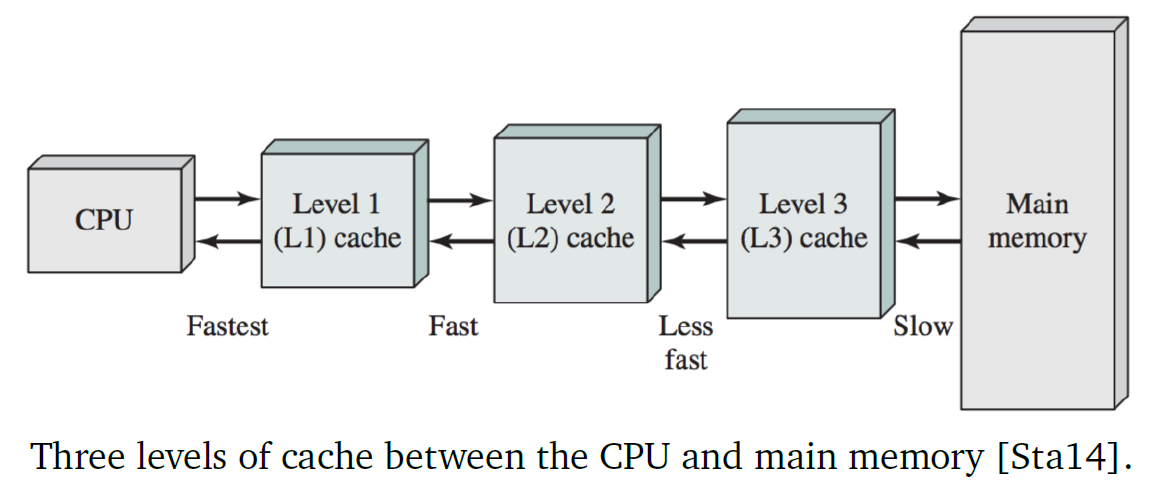 CPU
Level 1
(L1) cache
Level 2
(L2) cache
Level 3
(L3) cache
Main
memory
Fastest
Fast
Less
fast
Slow
Three levels of cache between the CPU and main memory [Sta14].